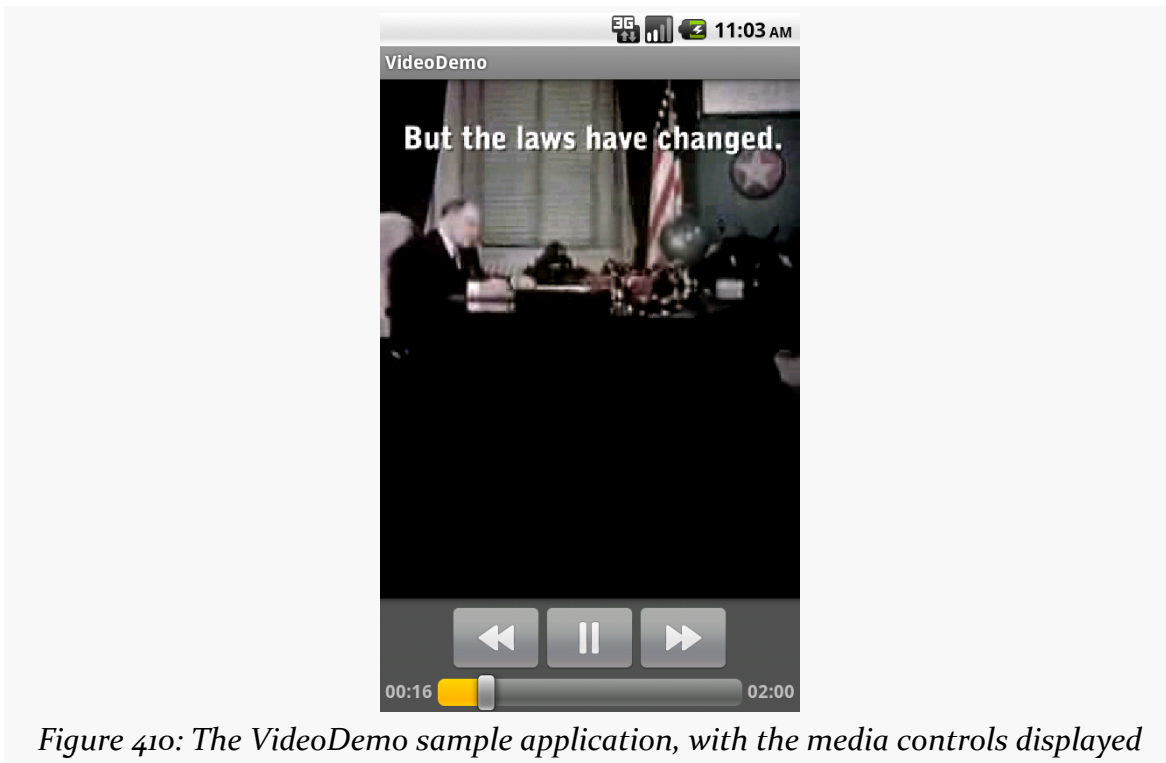 3G 11:03 AM
VideoDemo
But the laws have changed.
00:16 02:00
Figure 410: The VideoDemo sample application, with the media controls displayed